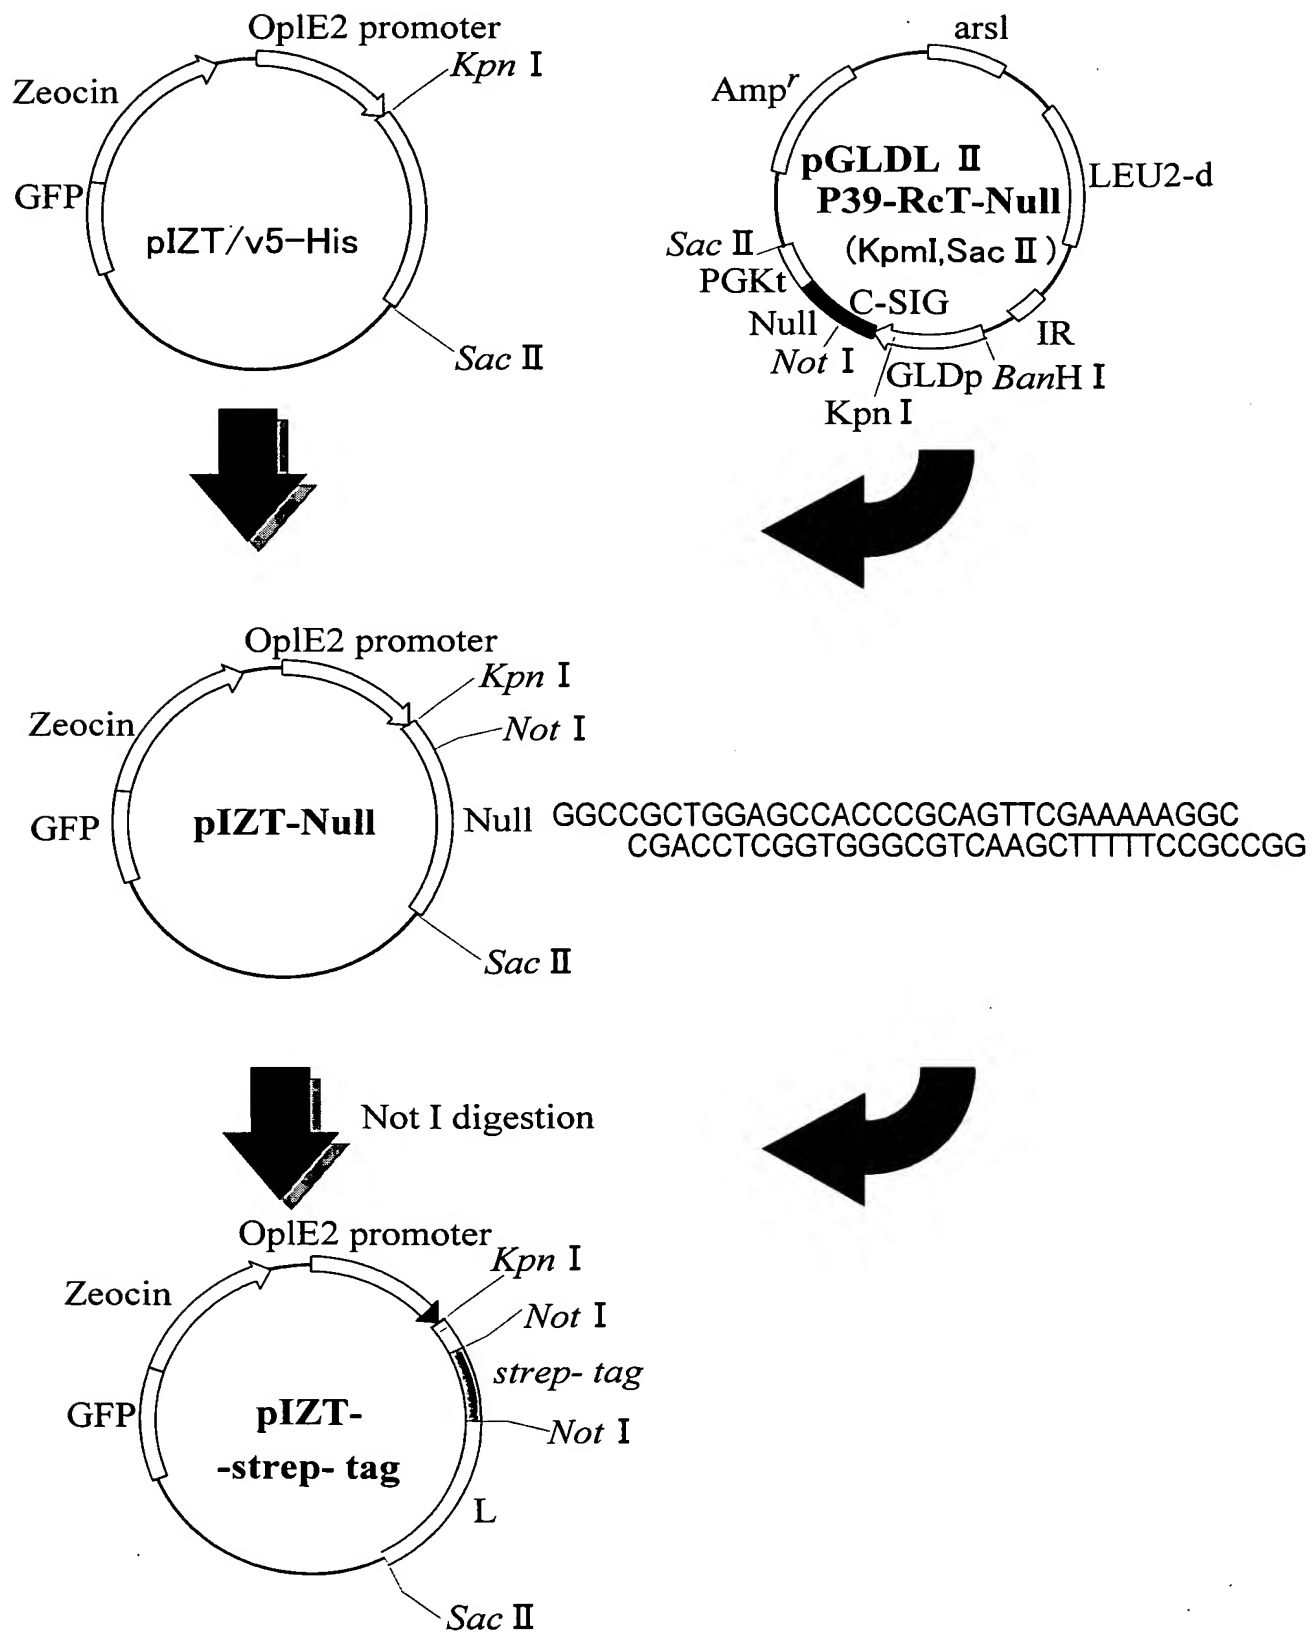 OplE2 promoter
Kpn I
Zeocin
GFP
pIZT/v5-His
Sac II
arsl
Ampr
pGLDL II
P39-RcT-Null
(KpmI,Sac II)
LEU2-d
Sac II
PGKt
C-SIG
Null
IR
Not I
GLDp
BanH I
Kpn I
OplE2 promoter
Kpn I
Not I
Zeocin
GFP
pIZT-Null
Null
GGCCGCTGGAGCCACCCGCAGTTCGAAAAAGGC
CGACCTCGGTGGGCGTCAAGCTTTTTCCGCCGG
Sac II
Not I digestion
OplE2 promoter
Kpn I
Zeocin
Not I
strep- tag
GFP
pIZT-
-strep- tag
Not I
L
Sac II